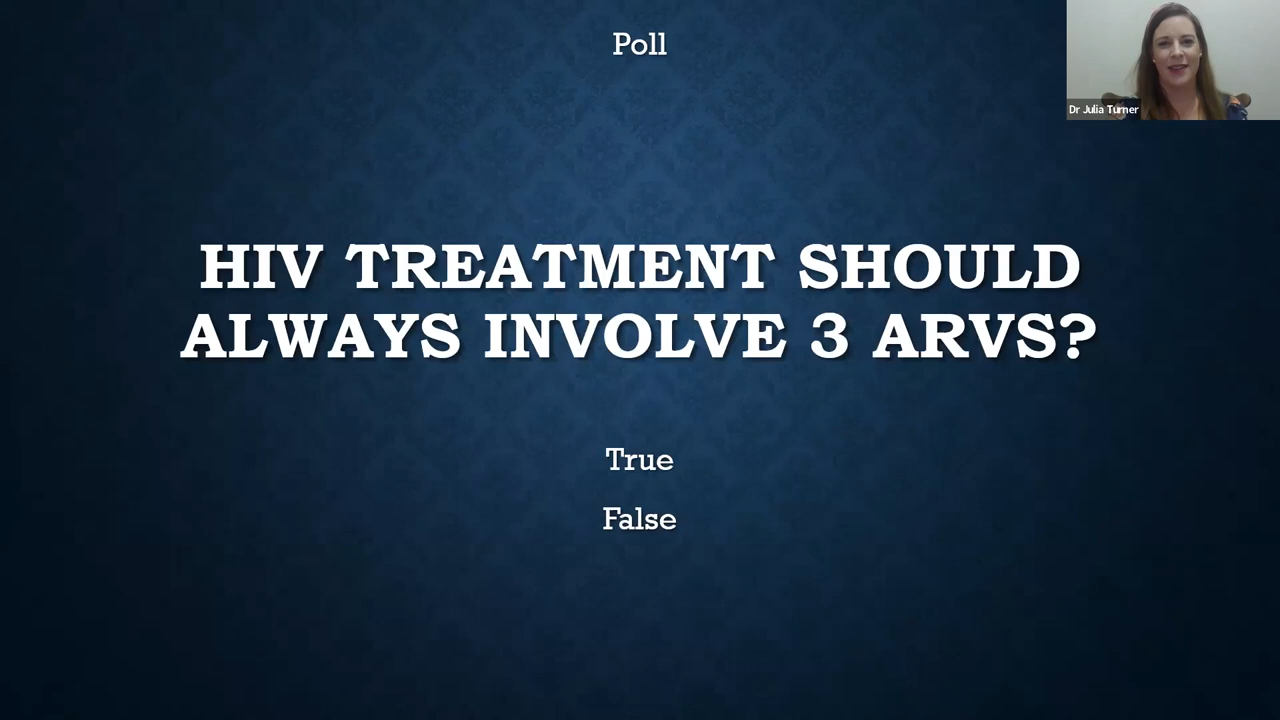 Poll
Dr Julia Turner
HIV TREATMENT SHOULD
ALWAYS INVOLVE 3 ARVS?
True
False